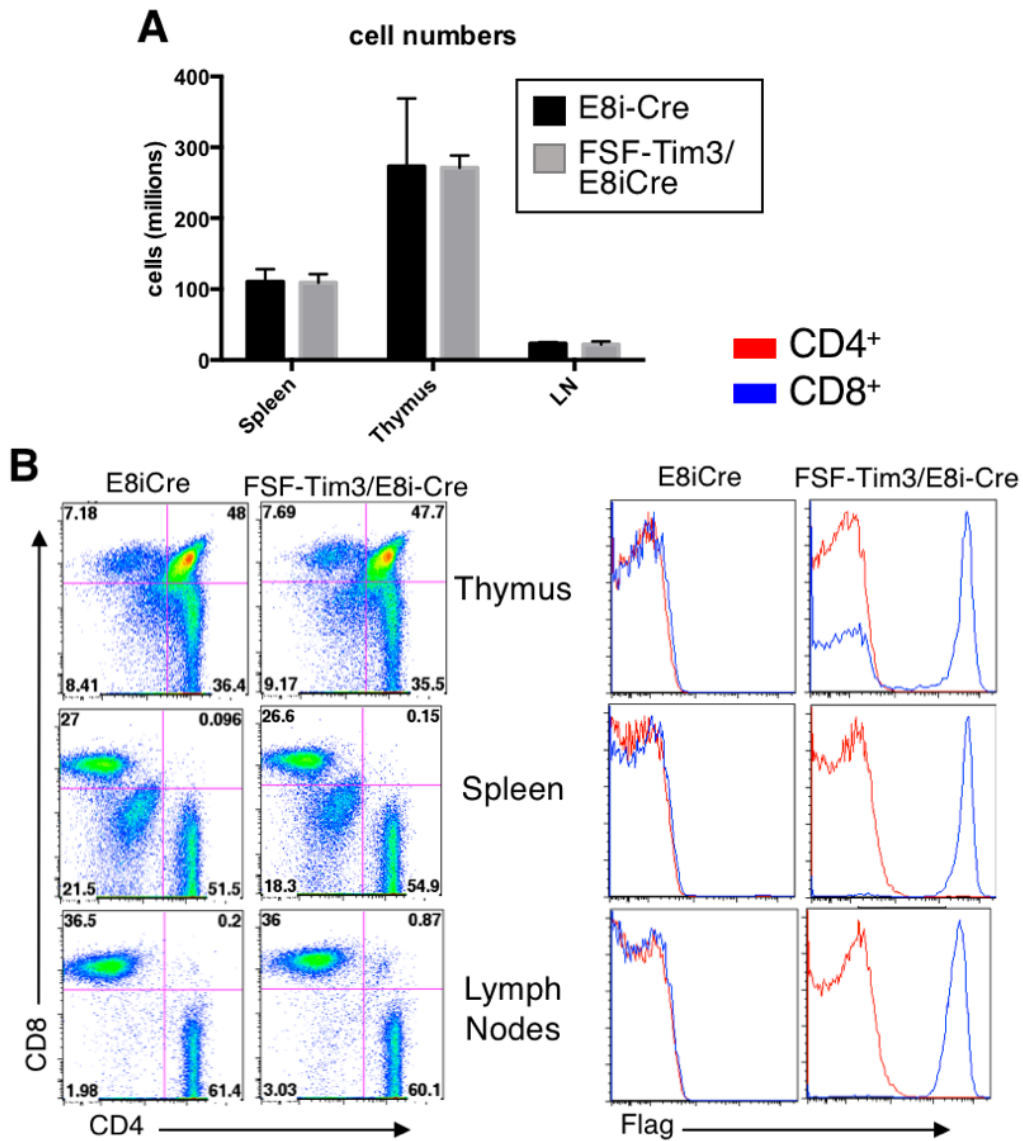 A
cell numbers
400
300
200
100
0
cells (millions)
Spleen
Thymus
LN
E8i-Cre
FSF-Tim3/
E8iCre
CD4+
CD8+
B
E8iCre
FSF-Tim3/E8i-Cre
E8iCre
FSF-Tim3/E8i-Cre
7.18 48
8.41 36.4
7.69 47.7
9.17 35.5
Thymus
27 0.096
21.5 51.5
26.6 0.15
18.3 54.9
Spleen
36.5 0.2
1.98 61.4
36 0.87
3.03 60.1
Lymph
Nodes
CD8
CD4
Flag